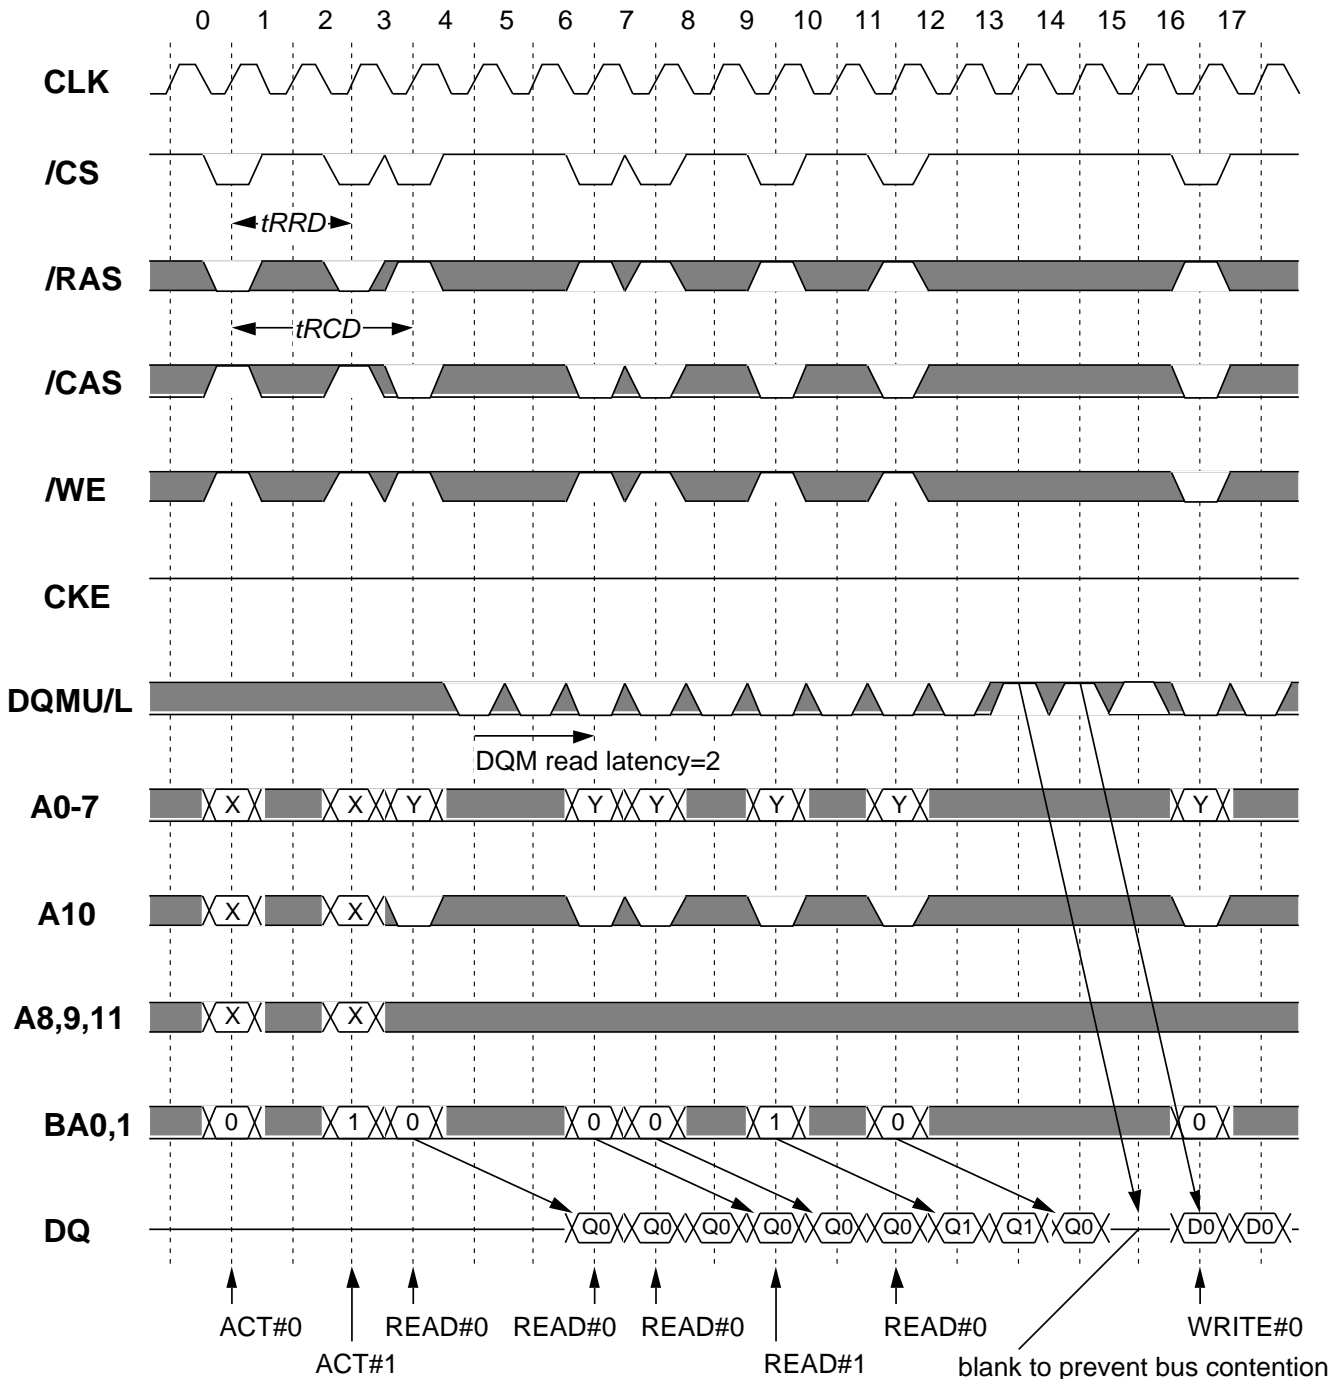 0 1 2 3 4 5 6 7 8 9 10 11 12 13 14 15 16 17
CLK
/CS
tRRD
/RAS
tRCD
/CAS
/WE
CKE
DQMU/L
DQM read latency=2
A0-7 X X Y Y Y Y Y Y
A10 X X
A8,9,11 X X
BA0,1 0 1 0 0 0 1 0 0
DQ Q0 Q0 Q0 Q0 Q0 Q0 Q1 Q1 Q0 D0 D0
ACT#0 READ#0 READ#0 READ#0 READ#0 WRITE#0
ACT#1 READ#1 blank to prevent bus contention